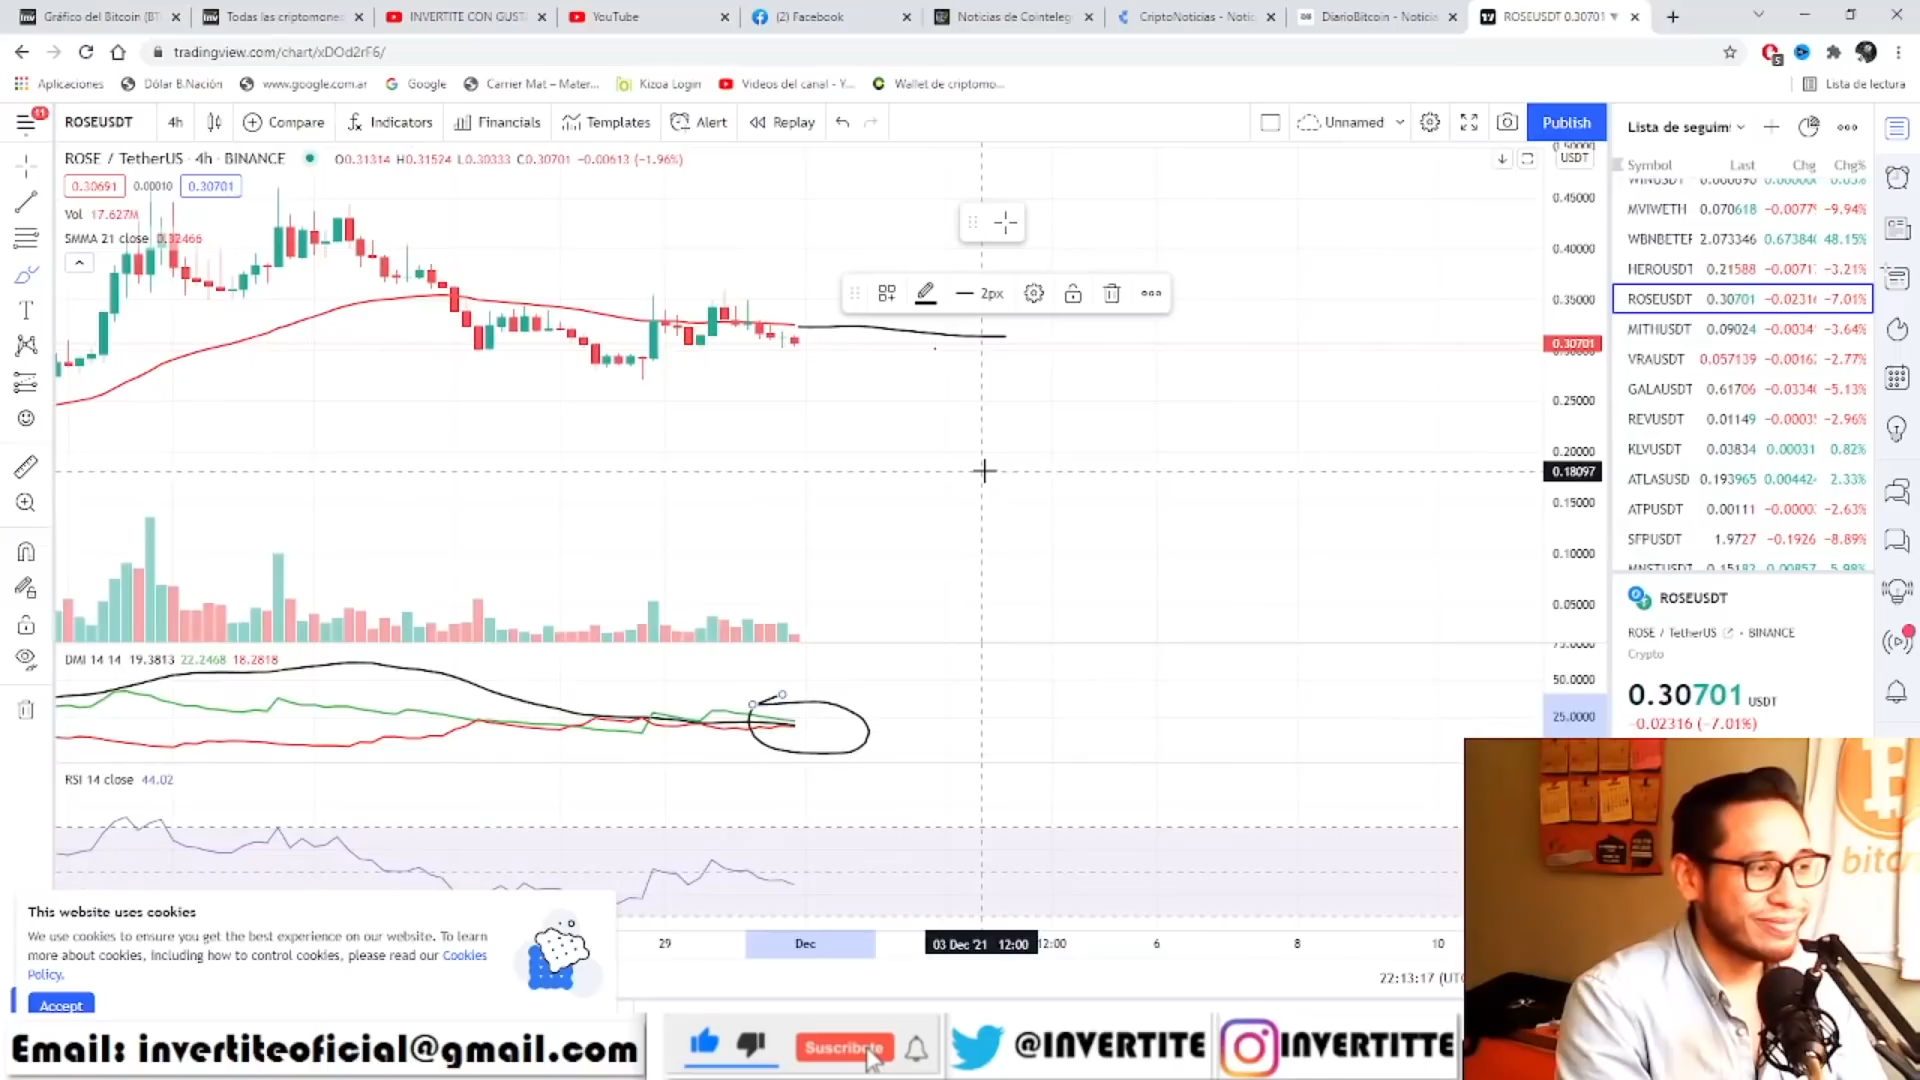 Gráfico del Bitcoin (BT
Todas las criptomone
INVERTITE CON GUST
YouTube
(2) Facebook
Noticias de Cointeleg
CriptoNoticias - Notic
DiarioBitcoin - Noticia
ROSEUSDT 0.30701 ▼
tradingview.com/chart/xDOd2rF6/
5
Aplicaciones
Dólar B.Nación
www.google.com.ar
Google
Carrier Mat – Mater...
Kizoa Login
Videos del canal - Y...
Wallet de criptomo...
Lista de lectura
11
ROSEUSDT
4h
Compare
Indicators
Financials
Templates
Alert
Replay
Unnamed
Publish
Lista de seguim
ROSE / TetherUS · 4h · BINANCE
O0.31314 H0.31524 L0.30333 C0.30701 −0.00613 (−1.96%)
0.30691
0.00010
0.30701
Vol 17.627M
SMMA 21 close 0.32466
2px
USDT
0.45000
0.40000
0.35000
0.30701
0.25000
0.20000
0.18097
0.15000
0.10000
0.05000
Symbol Last Chg Chg%
MVIWETH 0.070618 −9.94%
2.073346 48.15%
HEROUSDT 0.21588 −3.21%
ROSEUSDT 0.30701 −7.01%
MITHUSDT 0.09024 −3.64%
VRAUSDT 0.057139 −2.77%
GALAUSDT 0.61706 −5.13%
REVUSDT 0.01149 −2.96%
KLVUSDT 0.03834 0.00031 0.82%
ATLASUSD 0.193965 2.33%
ATPUSDT 0.00111 −2.63%
SFPUSDT 1.9727 −0.1926 −8.89%
ROSEUSDT
ROSE / TetherUS · BINANCE
Crypto
0.30701 USDT
−0.02316 (−7.01%)
DMI 14 14 19.3813 22.2468 18.2818
50.0000
25.0000
RSI 14 close 44.02
29
Dec
03 Dec '21 12:00
12:00
6
8
10
22:13:17 (UT
This website uses cookies
We use cookies to ensure you get the best experience on our website. To learn
more about cookies, including how to control cookies, please read our Cookies
Policy.
Accept
bitc
Email: invertiteoficial@gmail.com
Suscribete
@INVERTITE
INVERTITTE